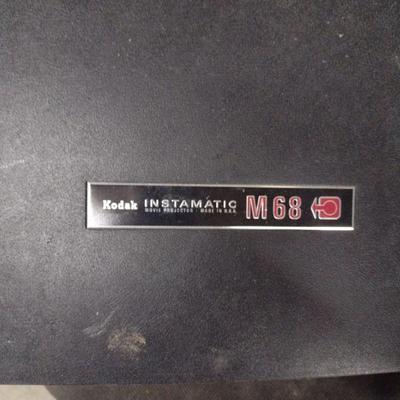 Kodak INSTAMATIC M68
MOVIE PROJECTOR · MADE IN U.S.A.